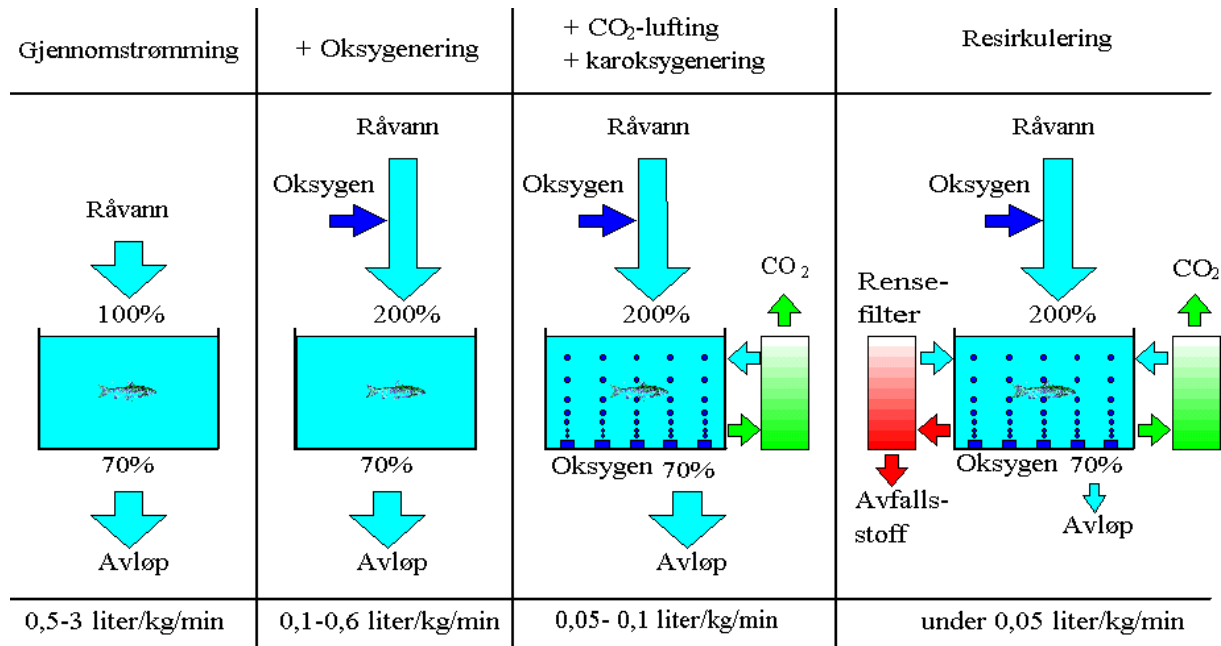 Gjennomstrømming
+ Oksygenering
+ CO2-lufting
+ karoksygenering
Resirkulering
Råvann
100%
70%
Avløp
Råvann
Oksygen
200%
70%
Avløp
Råvann
Oksygen
CO2
200%
Oksygen 70%
Avløp
Råvann
Oksygen
CO2
Rense-
filter
200%
Oksygen 70%
Avfalls-
stoff
Avløp
0,5-3 liter/kg/min
0,1-0,6 liter/kg/min
0,05- 0,1 liter/kg/min
under 0,05 liter/kg/min